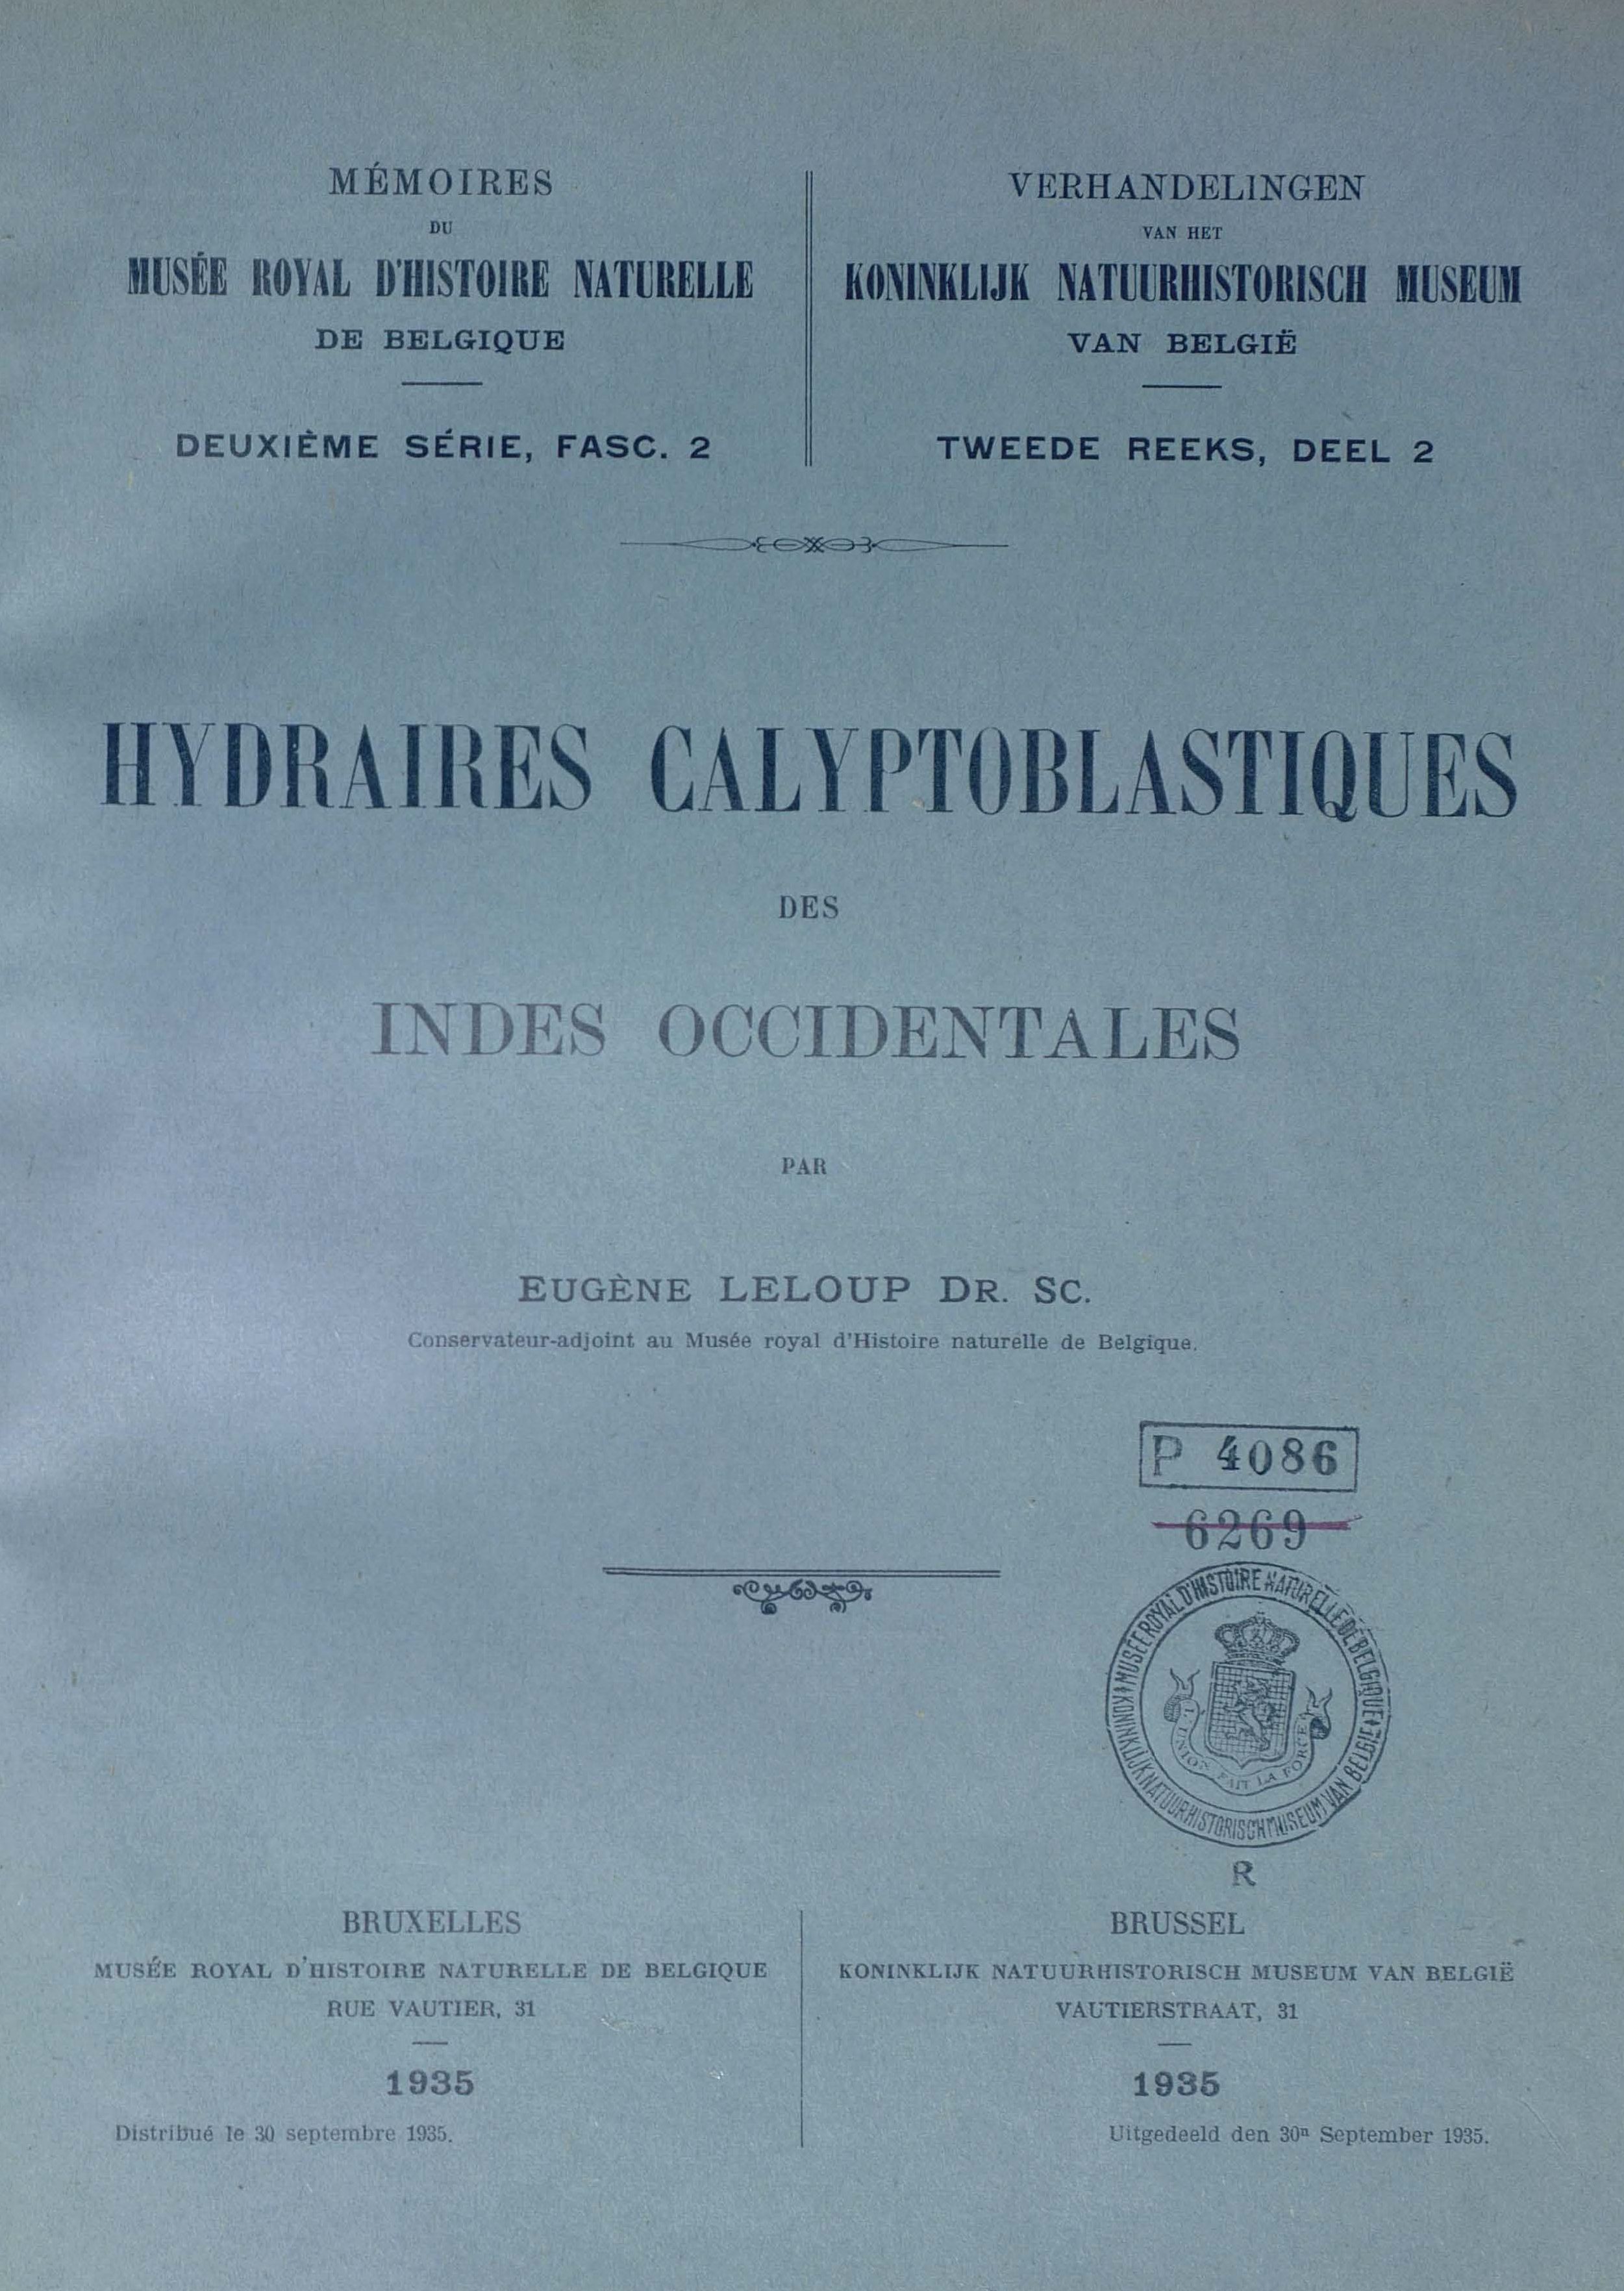 MÉMOIRES
DU
MUSÉE ROYAL D'HISTOIRE NATURELLE
DE BELGIQUE
DEUXIÈME SÉRIE, FASC. 2
VERHANDELINGEN
VAN HET
KONINKLIJK NATUURHISTORISCH MUSEUM
VAN BELGIË
TWEEDE REEKS, DEEL 2
HYDRAIRES CALYPTOBLASTIQUES
DES
INDES OCCIDENTALES
PAR
EUGÈNE LELOUP DR. SC.
Conservateur-adjoint au Musée royal d'Histoire naturelle de Belgique.
P 4086
6269
MUSÉE ROYAL D'HISTOIRE NATURELLE DE BELGIQUE
KONINKLIJK NATUURHISTORISCH MUSEUM VAN BELGIE
L'UNION FAIT LA FORCE
R
BRUXELLES
MUSÉE ROYAL D'HISTOIRE NATURELLE DE BELGIQUE
RUE VAUTIER, 31
1935
Distribué le 30 septembre 1935.
BRUSSEL
KONINKLIJK NATUURHISTORISCH MUSEUM VAN BELGIË
VAUTIERSTRAAT, 31
1935
Uitgedeeld den 30n September 1935.